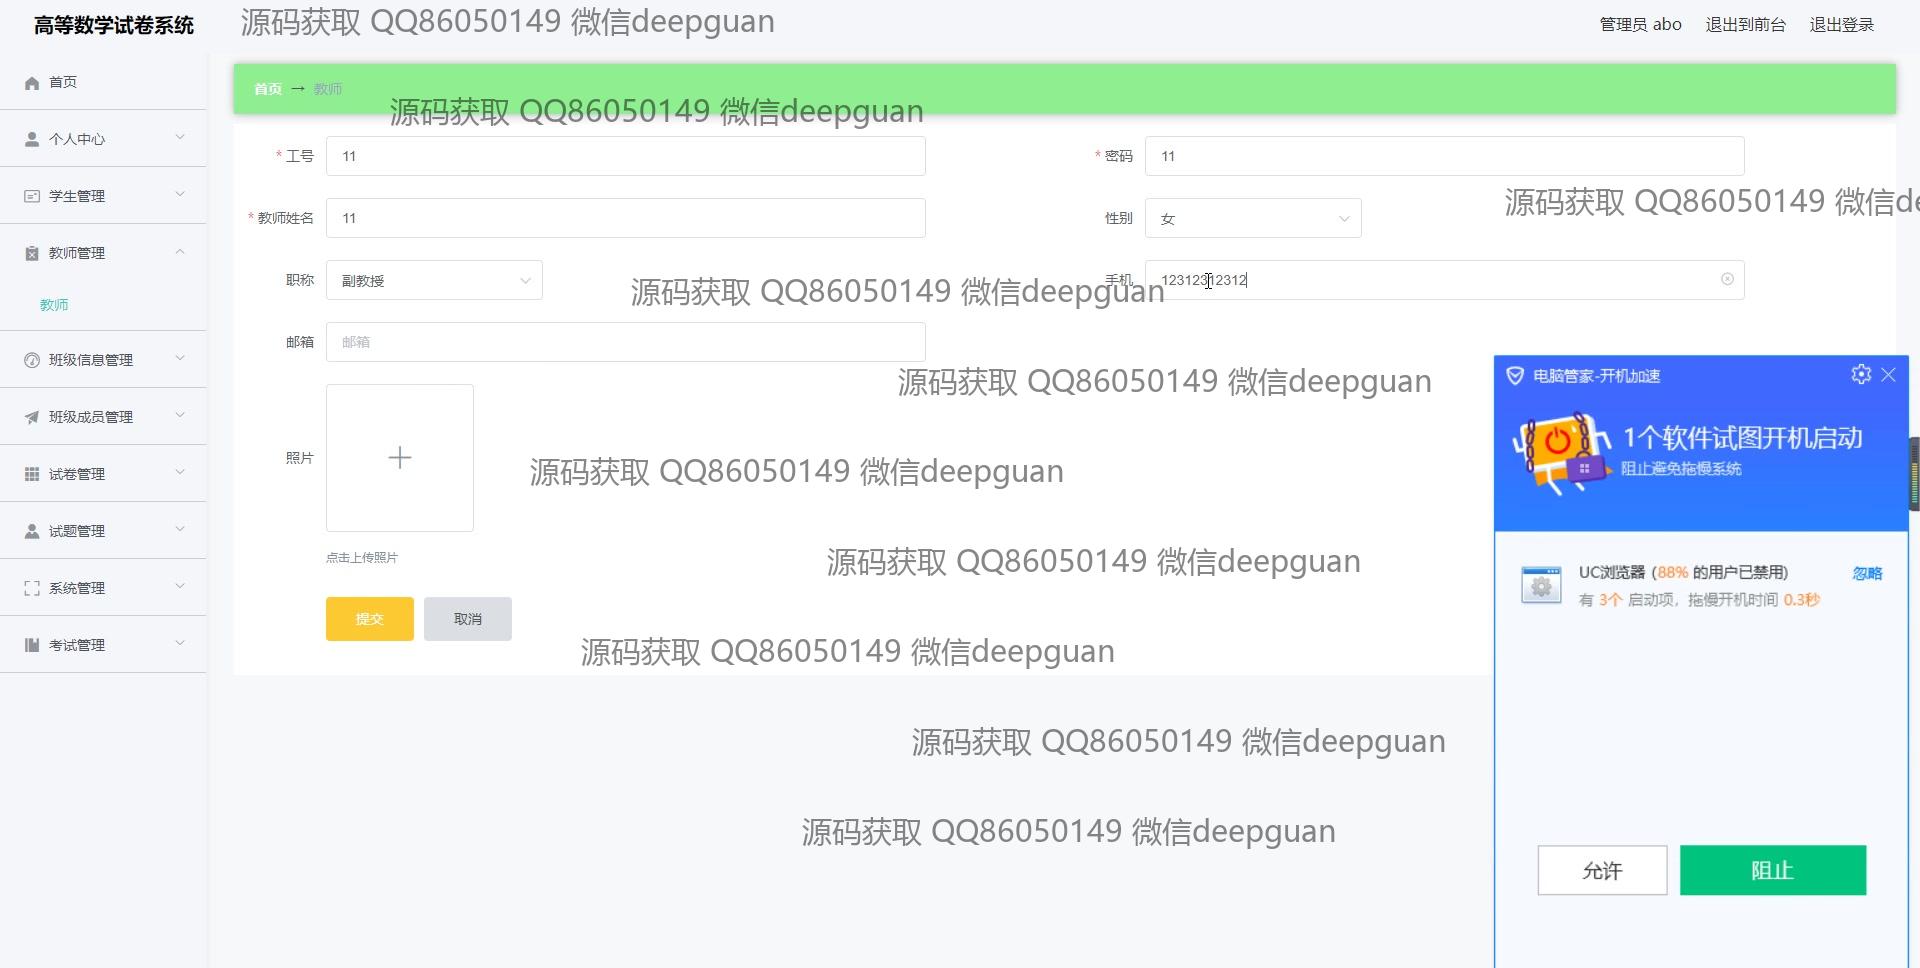 高等数学试卷系统
源码获取 QQ86050149 微信deepguan
管理员 abo
退出到前台
退出登录
首页
个人中心
学生管理
教师管理
教师
班级信息管理
班级成员管理
试卷管理
试题管理
系统管理
考试管理
首页 → 教师
源码获取 QQ86050149 微信deepguan
* 工号 11
* 密码 11
源码获取 QQ86050149 微信de
* 教师姓名 11
性别 女
职称 副教授
手机 12312312312
源码获取 QQ86050149 微信deepguan
邮箱 邮箱
源码获取 QQ86050149 微信deepguan
照片
源码获取 QQ86050149 微信deepguan
点击上传照片
源码获取 QQ86050149 微信deepguan
提交 取消
源码获取 QQ86050149 微信deepguan
源码获取 QQ86050149 微信deepguan
源码获取 QQ86050149 微信deepguan
电脑管家-开机加速
1个软件试图开机启动
阻止避免拖慢系统
UC浏览器 (88% 的用户已禁用) 忽略
有 3个 启动项，拖慢开机时间 0.3秒
允许 阻止